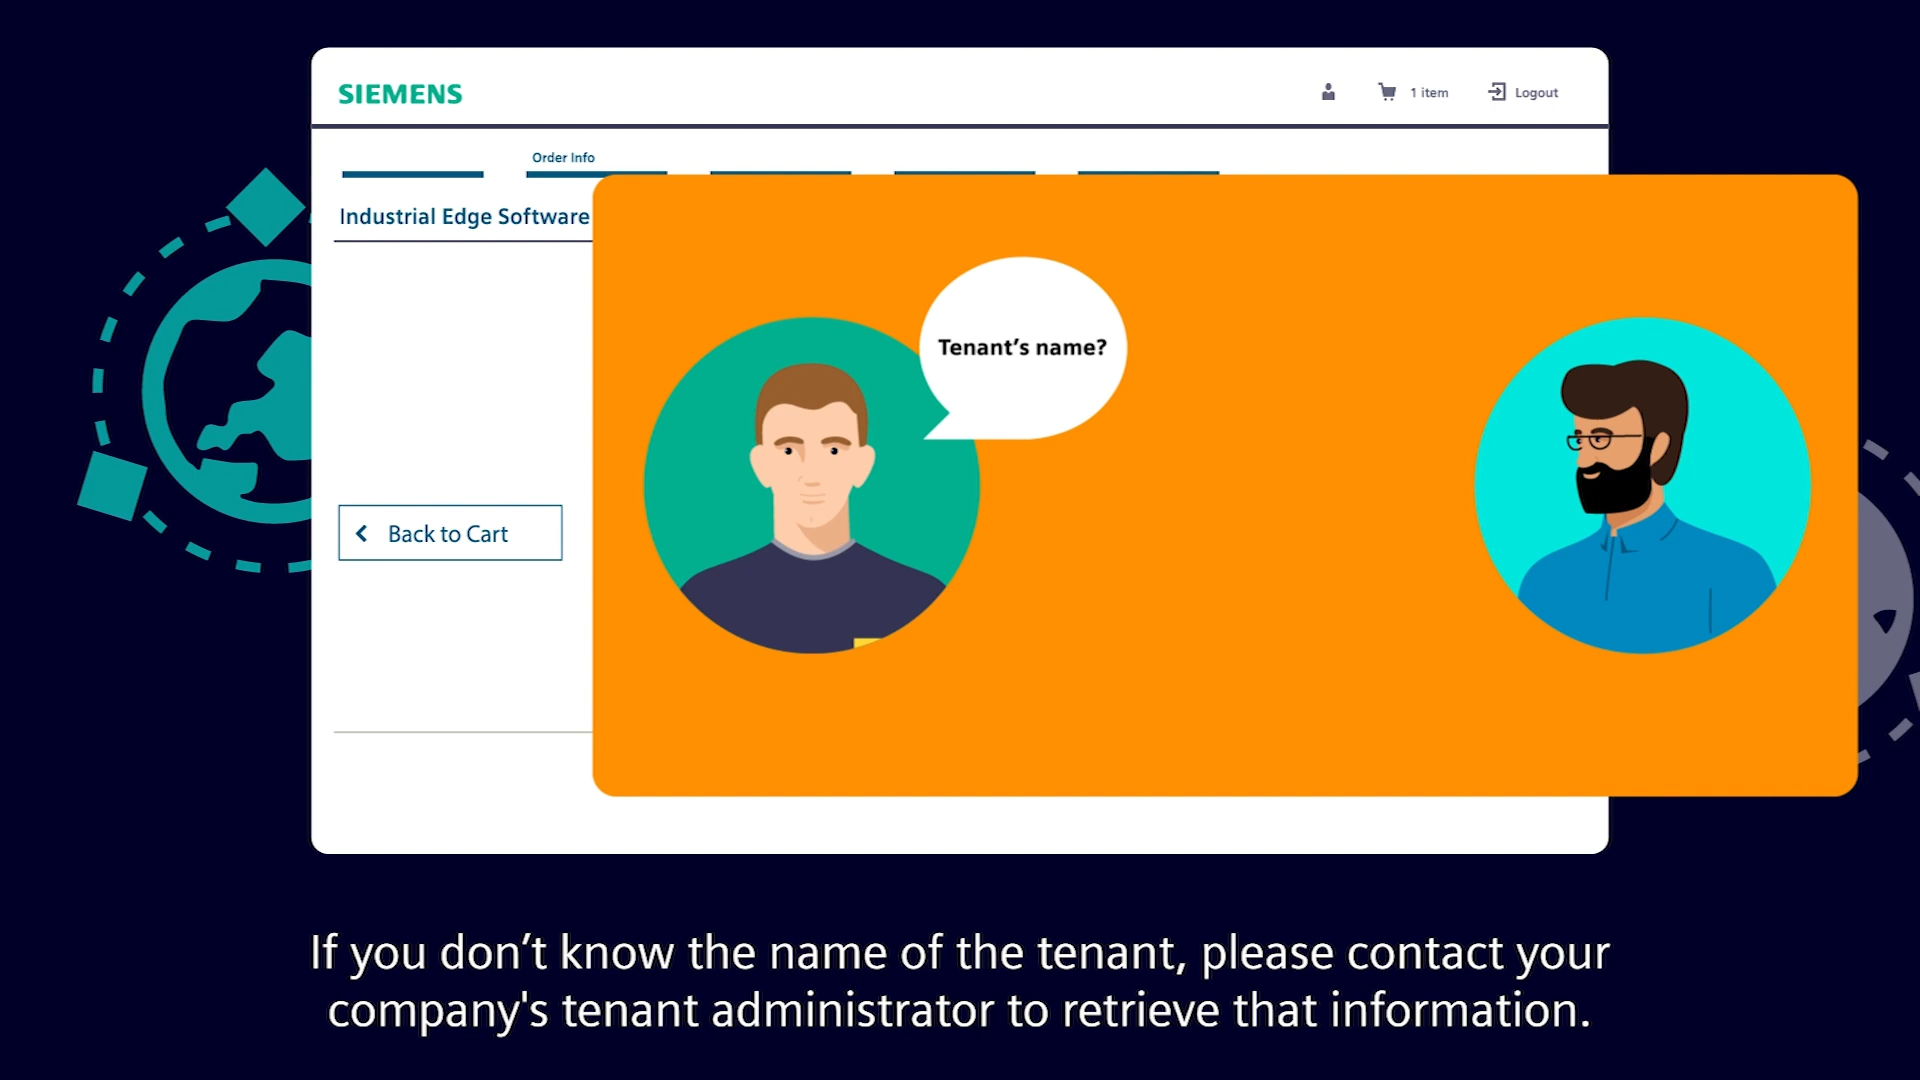 SIEMENS
1 item
Logout
Order Info
Industrial Edge Software
Tenant’s name?
Back to Cart
If you don’t know the name of the tenant, please contact your
company's tenant administrator to retrieve that information.